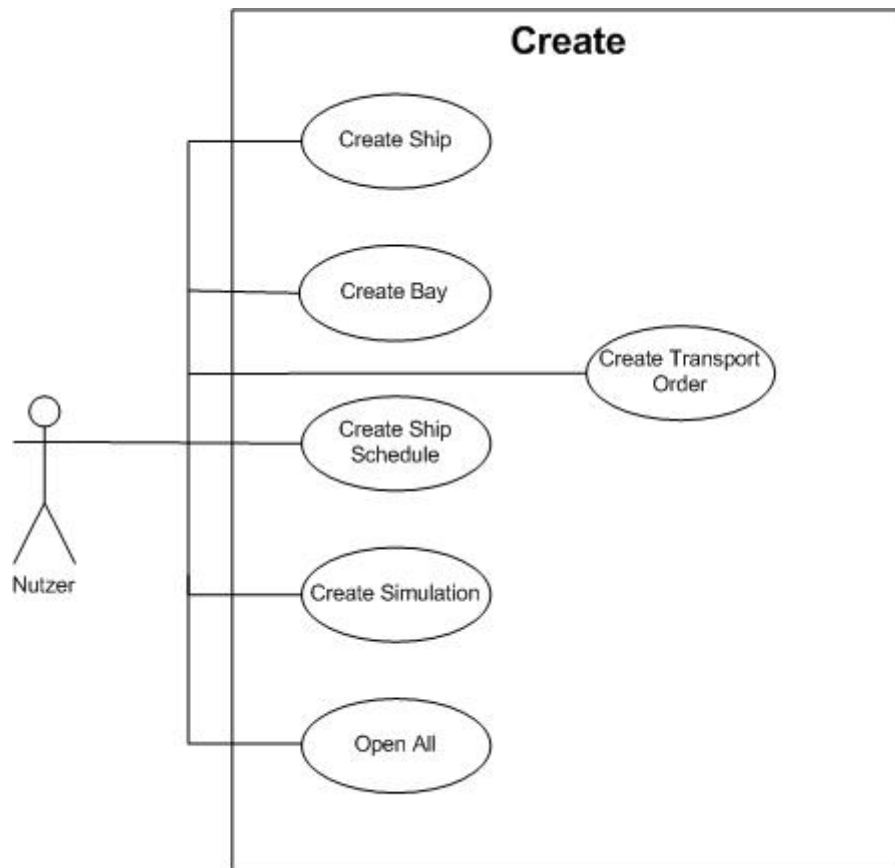 Create
Create Ship
Create Bay
Create Transport
Order
Create Ship
Schedule
Nutzer
Create Simulation
Open All